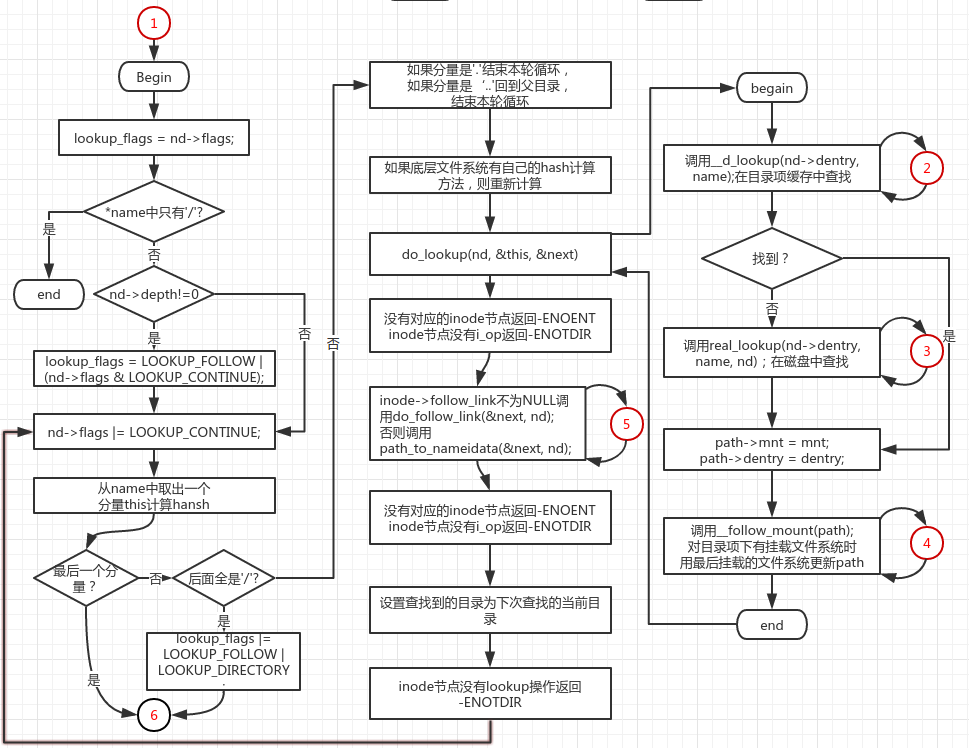 1
Begin
lookup_flags = nd->flags;
*name中只有'/'?
是
否
end
nd->depth!=0
否
是
lookup_flags = LOOKUP_FOLLOW |
(nd->flags & LOOKUP_CONTINUE);
nd->flags |= LOOKUP_CONTINUE;
从name中取出一个
分量this计算hansh
最后一个分
量？
否
后面全是'/'?
否
是
lookup_flags |=
LOOKUP_FOLLOW |
LOOKUP_DIRECTORY
;
是
6
如果分量是'.'结束本轮循环，
如果分量是 ‘..'回到父目录，
结束本轮循环
如果底层文件系统有自己的hash计算
方法，则重新计算
do_lookup(nd, &this, &next)
没有对应的inode节点返回-ENOENT
inode节点没有i_op返回-ENOTDIR
inode->follow_link不为NULL调
用do_follow_link(&next, nd);
否则调用
path_to_nameidata(&next, nd);
5
没有对应的inode节点返回-ENOENT
inode节点没有i_op返回-ENOTDIR
设置查找到的目录为下次查找的当前目
录
inode节点没有lookup操作返回
-ENOTDIR
begain
调用__d_lookup(nd->dentry,
name);在目录项缓存中查找
2
找到？
否
是
调用real_lookup(nd->dentry,
name, nd)；在磁盘中查找
3
path->mnt = mnt;
path->dentry = dentry;
调用__follow_mount(path);
对目录项下有挂载文件系统时
用最后挂载的文件系统更新path
4
end